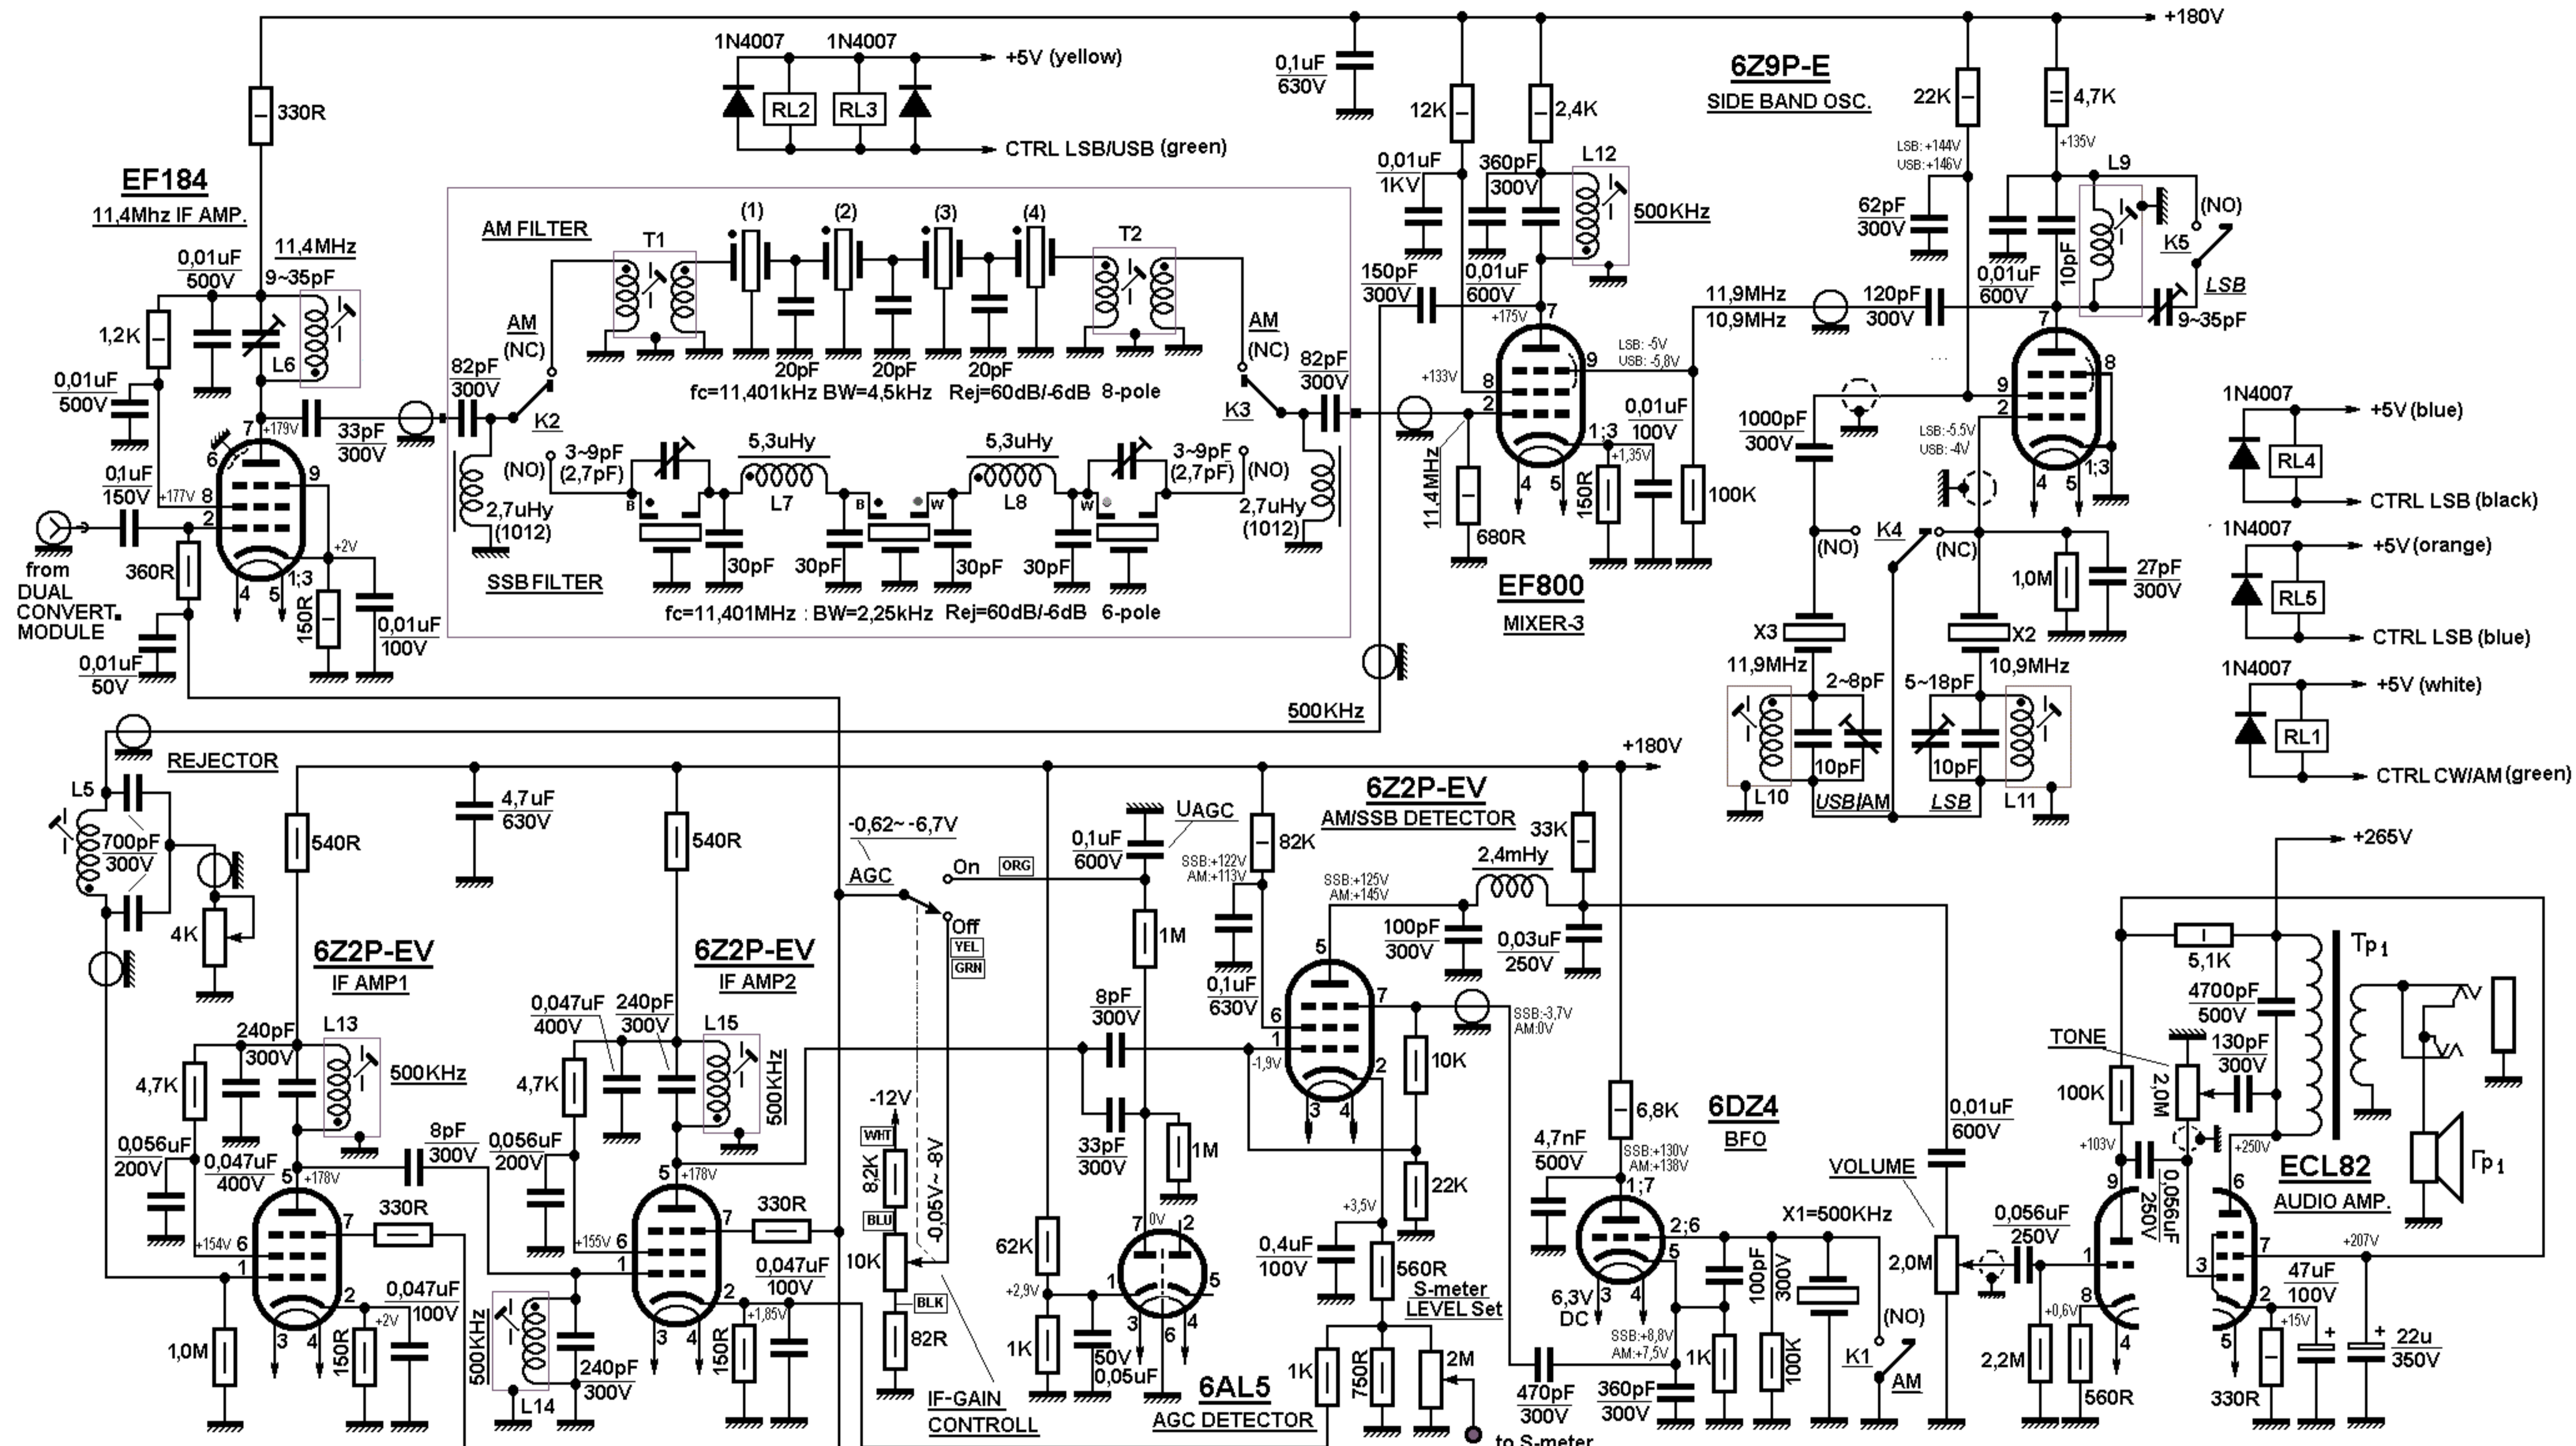 +180V
1N4007 1N4007
+5V (yellow)
RL2 RL3
CTRL LSB/USB (green)
330R
EF184
11,4Mhz IF AMP.
0,01uF
500V
11,4MHz
9~35pF
1,2K
L6
0,01uF
500V
7
+179V
33pF
300V
6
9
8
2
0,1uF
150V
+177V
+2V
from
DUAL
CONVERT.
MODULE
360R
4 5
1;3
150R
0,01uF
100V
0,01uF
50V
AM FILTER
T1
(1) (2) (3) (4)
T2
AM
(NC)
20pF 20pF 20pF
AM
(NC)
82pF
300V
82pF
300V
fc=11,401kHz BW=4,5kHz Rej=60dB/-6dB 8-pole
K2
K3
(NO)
3~9pF
(2,7pF)
5,3uHy
L7
5,3uHy
L8
3~9pF
(2,7pF)
(NO)
B B W W
2,7uHy
(1012)
2,7uHy
(1012)
30pF 30pF 30pF 30pF
SSB FILTER
fc=11,401MHz : BW=2,25kHz Rej=60dB/-6dB 6-pole
0,1uF
630V
12K
2,4K
0,01uF
1KV
360pF
300V
L12
500KHz
150pF
300V
0,01uF
600V
7
+175V
LSB: -5V
USB: -5,8V
9
8
2
+133V
11.4MHz
680R
4 5
1;3
+1,35V
150R
0,01uF
100V
100K
EF800
MIXER-3
11,9MHz
10,9MHz
6Z9P-E
SIDE BAND OSC.
22K
4,7K
LSB: +144V
USB: +146V
+135V
L9
62pF
300V
0,01uF
600V
10pF
(NO)
K5
LSB
9~35pF
120pF
300V
7
8
9
2
1000pF
300V
LSB:-5.5V
USB: -4V
4 5
1;3
(NO)
K4
(NC)
1,0M
27pF
300V
X3
11,9MHz
X2
10,9MHz
2~8pF
5~18pF
10pF 10pF
L10
USB/AM
LSB
L11
1N4007
+5V (blue)
RL4
CTRL LSB (black)
1N4007
+5V (orange)
RL5
CTRL LSB (blue)
1N4007
+5V (white)
RL1
CTRL CW/AM (green)
500KHz
REJECTOR
L5
700pF
300V
4K
540R
4,7uF
630V
540R
+180V
6Z2P-EV
IF AMP1
240pF
300V
L13
500KHz
4,7K
0,056uF
200V
0,047uF
400V
5
+178V
8pF
300V
330R
7
+154V
6
1
2
+2V
0,047uF
100V
1,0M
3 4
150R
6Z2P-EV
IF AMP2
0,047uF
400V
240pF
300V
L15
500KHz
4,7K
0,056uF
200V
5
+178V
330R
7
+155V
6
1
2
+1,85V
0,047uF
100V
500KHz
L14
240pF
300V
3 4
150R
-0,62~ -6,7V
AGC
On
ORG
Off
YEL
GRN
-12V
WHT
8,2K
BLU
10K
BLK
82R
-0,05V~ -8V
IF-GAIN
CONTROLL
UAGC
0,1uF
600V
1M
8pF
300V
33pF
300V
1M
62K
+2,9V
1K
50V
0,05uF
7
0V
2
1
5
3 6 4
6AL5
AGC DETECTOR
6Z2P-EV
AM/SSB DETECTOR
82K
SSB:+122V
AM:+113V
0,1uF
630V
SSB:+125V
AM:+145V
2,4mHy
33K
100pF
300V
0,03uF
250V
5
7
6
1
-1,9V
2
3 4
SSB:-3,7V
AM:0V
10K
22K
+3,5V
0,4uF
100V
560R
S-meter
LEVEL Set
1K
750R
2M
to S-meter
6DZ4
BFO
6,8K
4,7nF
500V
SSB:+130V
AM:+138V
1;7
2;6
5
6,3V
DC
3 4
X1=500KHz
100pF
300V
SSB:+8,8V
AM:+7,5V
470pF
300V
360pF
300V
1K
100K
(NO)
K1
AM
0,01uF
600V
VOLUME
2,0M
0,056uF
250V
+265V
5,1K
Tp1
4700pF
500V
TONE
130pF
300V
2,0M
100K
+103V
0,056uF
250V
+250V
ECL82
AUDIO AMP.
Гр1
9
6
1
7
3
8
2
+0,6V
4
5
2,2M
560R
330R
+15V
47uF
100V
+207V
+
+
22u
350V